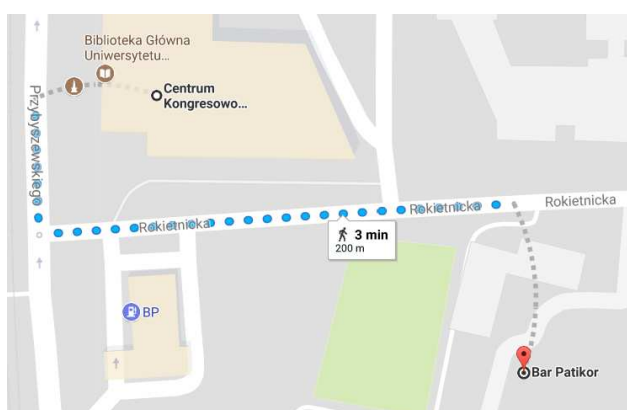 Biblioteka Główna
Uniwersytetu...
Centrum
Kongresowo...
Przybyszewskiego
Rokietnicka
Rokietnicka
Rokietnicka
3 min
200 m
BP
Bar Patikor